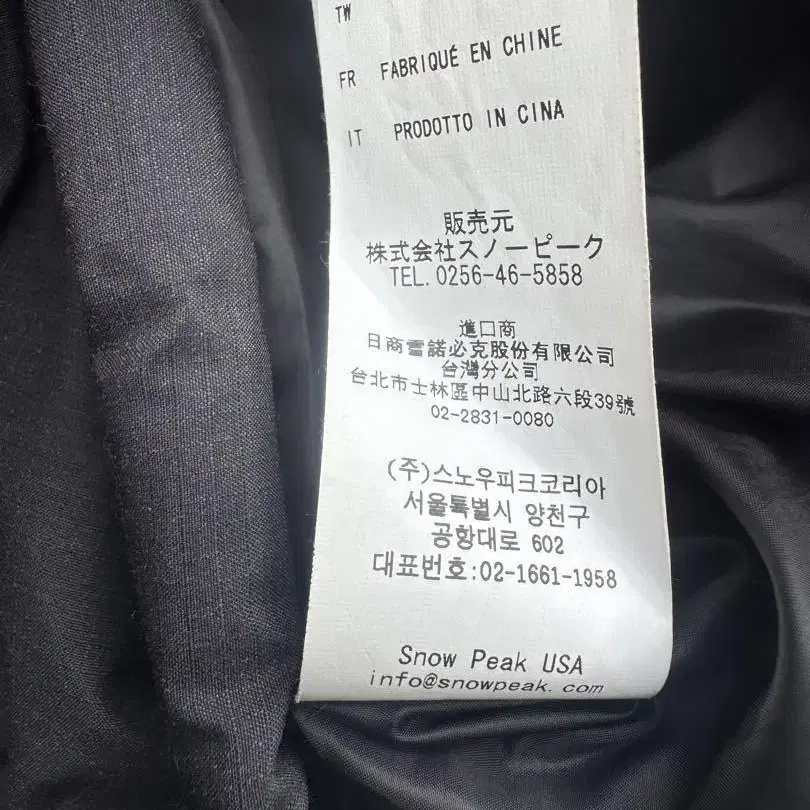 TW
FR FABRIQUÉ EN CHINE
IT PRODOTTO IN CINA
販売元
株式会社スノーピーク
TEL.0256-46-5858
進口商
日商雪諾必克股份有限公司
台灣分公司
台北市士林區中山北路六段39號
02-2831-0080
(주)스노우피크코리아
서울특별시 양천구
공항대로 602
대표번호:02-1661-1958
Snow Peak USA
info@snowpeak.com